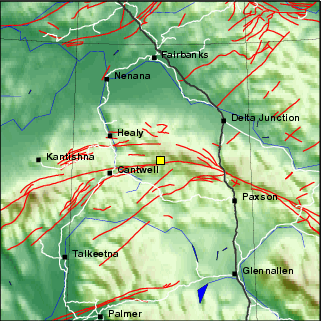 Fairbanks
Nenana
Delta Junction
Healy
Kantishna
Cantwell
Paxson
Talkeetna
Glennallen
Palmer